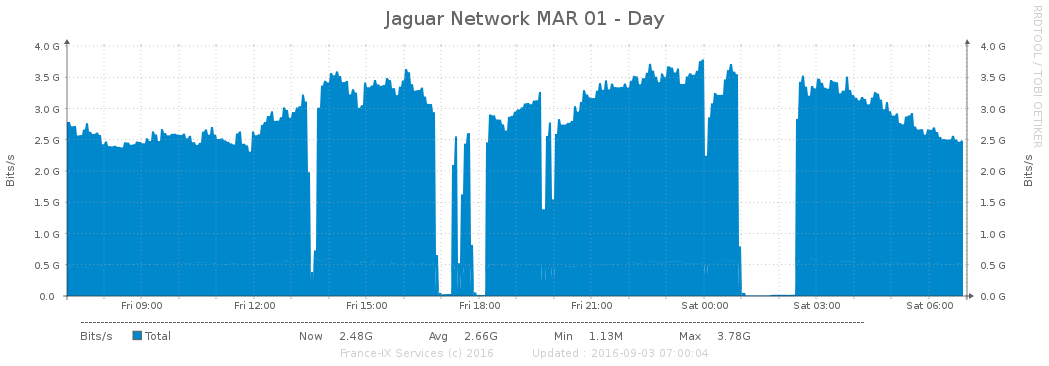 Jaguar Network MAR 01 - Day
RRDTOOL / TOBI OETIKER
Bits/s
4.0 G 4.0 G
3.5 G 3.5 G
3.0 G 3.0 G
2.5 G 2.5 G
2.0 G 2.0 G
1.5 G 1.5 G
1.0 G 1.0 G
0.5 G 0.5 G
0.0 0.0 G
Bits/s
Fri 09:00 Fri 12:00 Fri 15:00 Fri 18:00 Fri 21:00 Sat 00:00 Sat 03:00 Sat 06:00
Bits/s Total Now 2.48G Avg 2.66G Min 1.13M Max 3.78G
France-IX Services (c) 2016 Updated : 2016-09-03 07:00:04